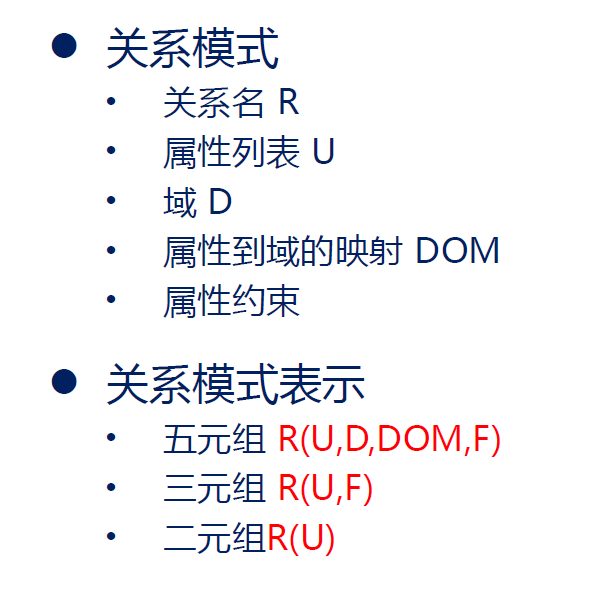 关系模式
关系名 R
属性列表 U
域 D
属性到域的映射 DOM
属性约束
关系模式表示
五元组 R(U,D,DOM,F)
三元组 R(U,F)
二元组R(U)